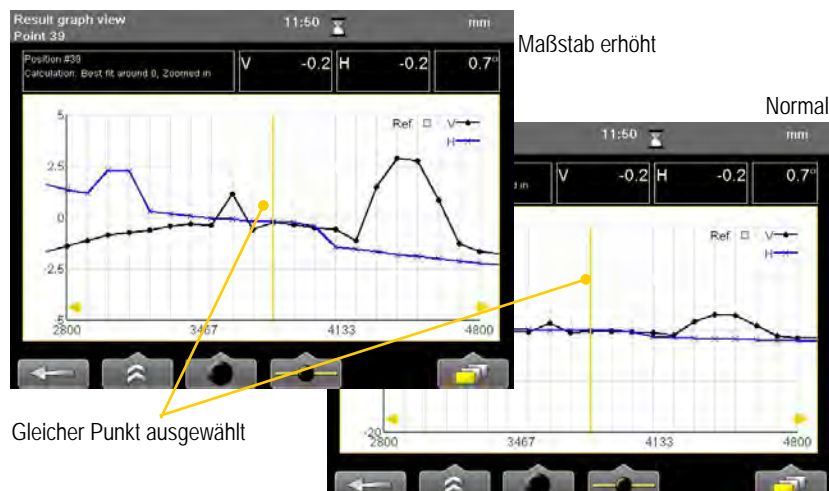 Result graph view
11:50
mm
Point 39
Maßstab erhöht
Position #39
Calculation: Best fit around 0, Zoomed in
V -0.2
H -0.2
0.7°
5
Ref V
H
2.5
0
-2.5
-5
2800 3467 4133 4800
Normal
11:50
mm
d in
V -0.2
H -0.2
0.7°
Ref V
H
-20
2800 3467 4133 4800
Gleicher Punkt ausgewählt